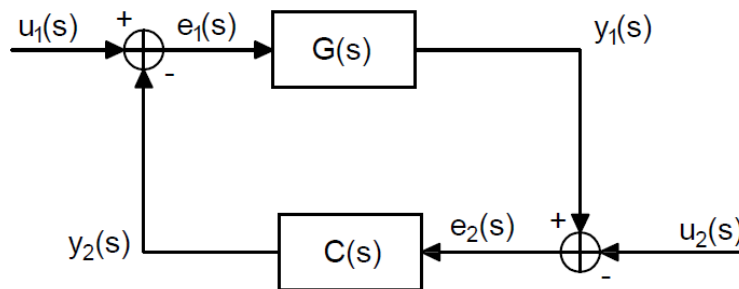 u₁(s) + e₁(s) G(s) y₁(s)
-
y₂(s) C(s) e₂(s) + u₂(s)
-